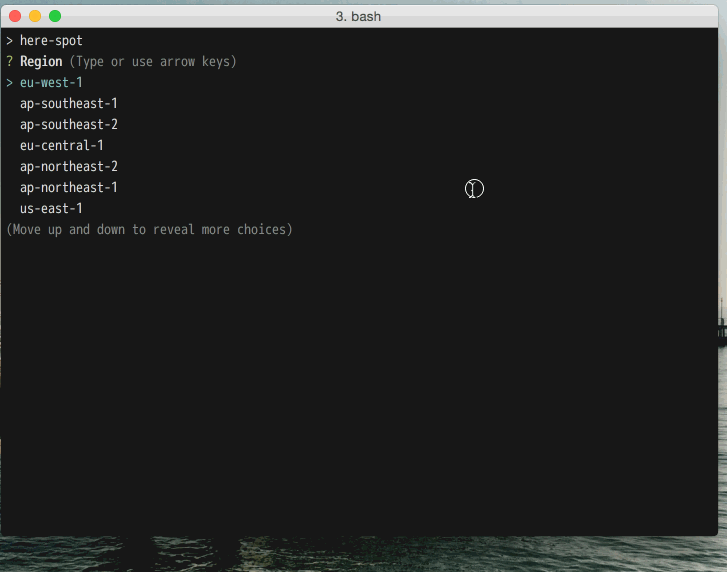 3. bash
> here-spot
? Region (Type or use arrow keys)
> eu-west-1
ap-southeast-1
ap-southeast-2
eu-central-1
ap-northeast-2
ap-northeast-1
us-east-1
(Move up and down to reveal more choices)